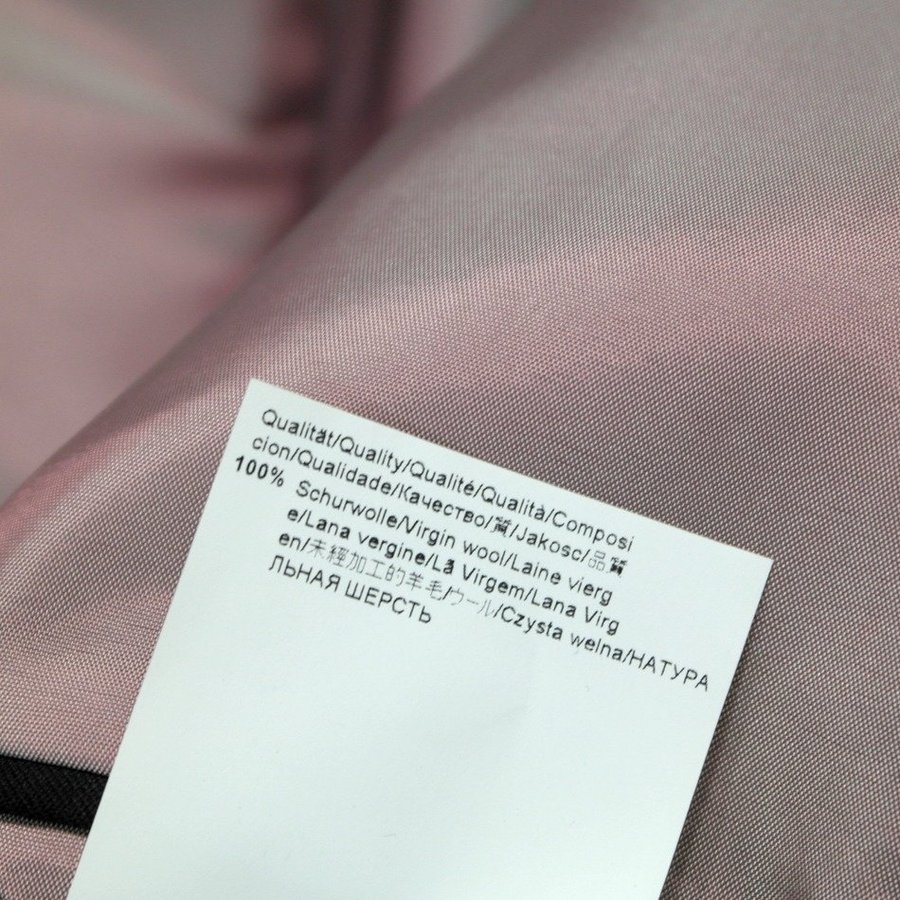 Qualität/Quality/Qualité/Qualità/Composi
cion/Qualidade/Качество/質/Jakosc/品質
100% Schurwolle/Virgin wool/Laine vierg
e/Lana vergine/Lã Virgem/Lana Virg
en/未經加工的羊毛/ウール/Czysta welna/НАТУРА
ЛЬНАЯ ШЕРСТЬ